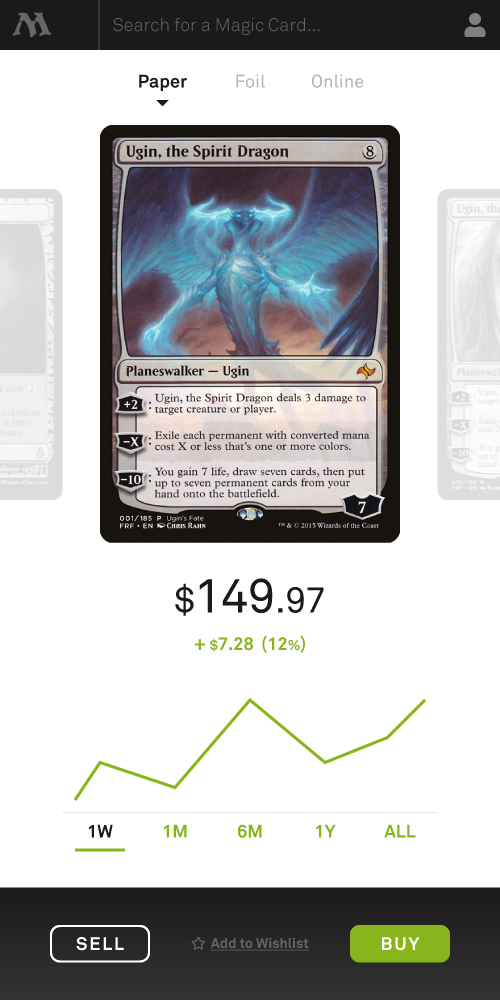 Search for a Magic Card...
Paper
Foil
Online
Ugin, the Spirit Dragon 8
Planeswalker — Ugin
+2 : Ugin, the Spirit Dragon deals 3 damage to
target creature or player.
-X : Exile each permanent with converted mana
cost X or less that's one or more colors.
-10 : You gain 7 life, draw seven cards, then put
up to seven permanent cards from your
hand onto the battlefield.
7
001/185 P Ugin's Fate
FRF • EN Chris Rahn
™ & © 2015 Wizards of the Coast
$149.97
+ $7.28 (12%)
1W
1M
6M
1Y
ALL
SELL
Add to Wishlist
BUY